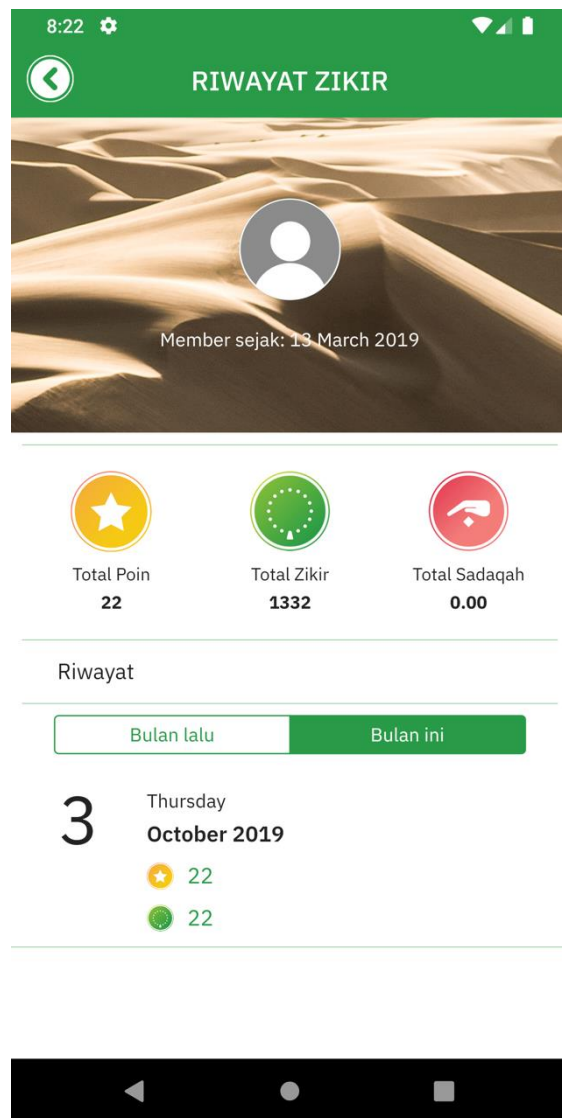 8:22
RIWAYAT ZIKIR
Member sejak: 13 March 2019
Total Poin
22
Total Zikir
1332
Total Sadaqah
0.00
Riwayat
Bulan lalu
Bulan ini
3
Thursday
October 2019
22
22